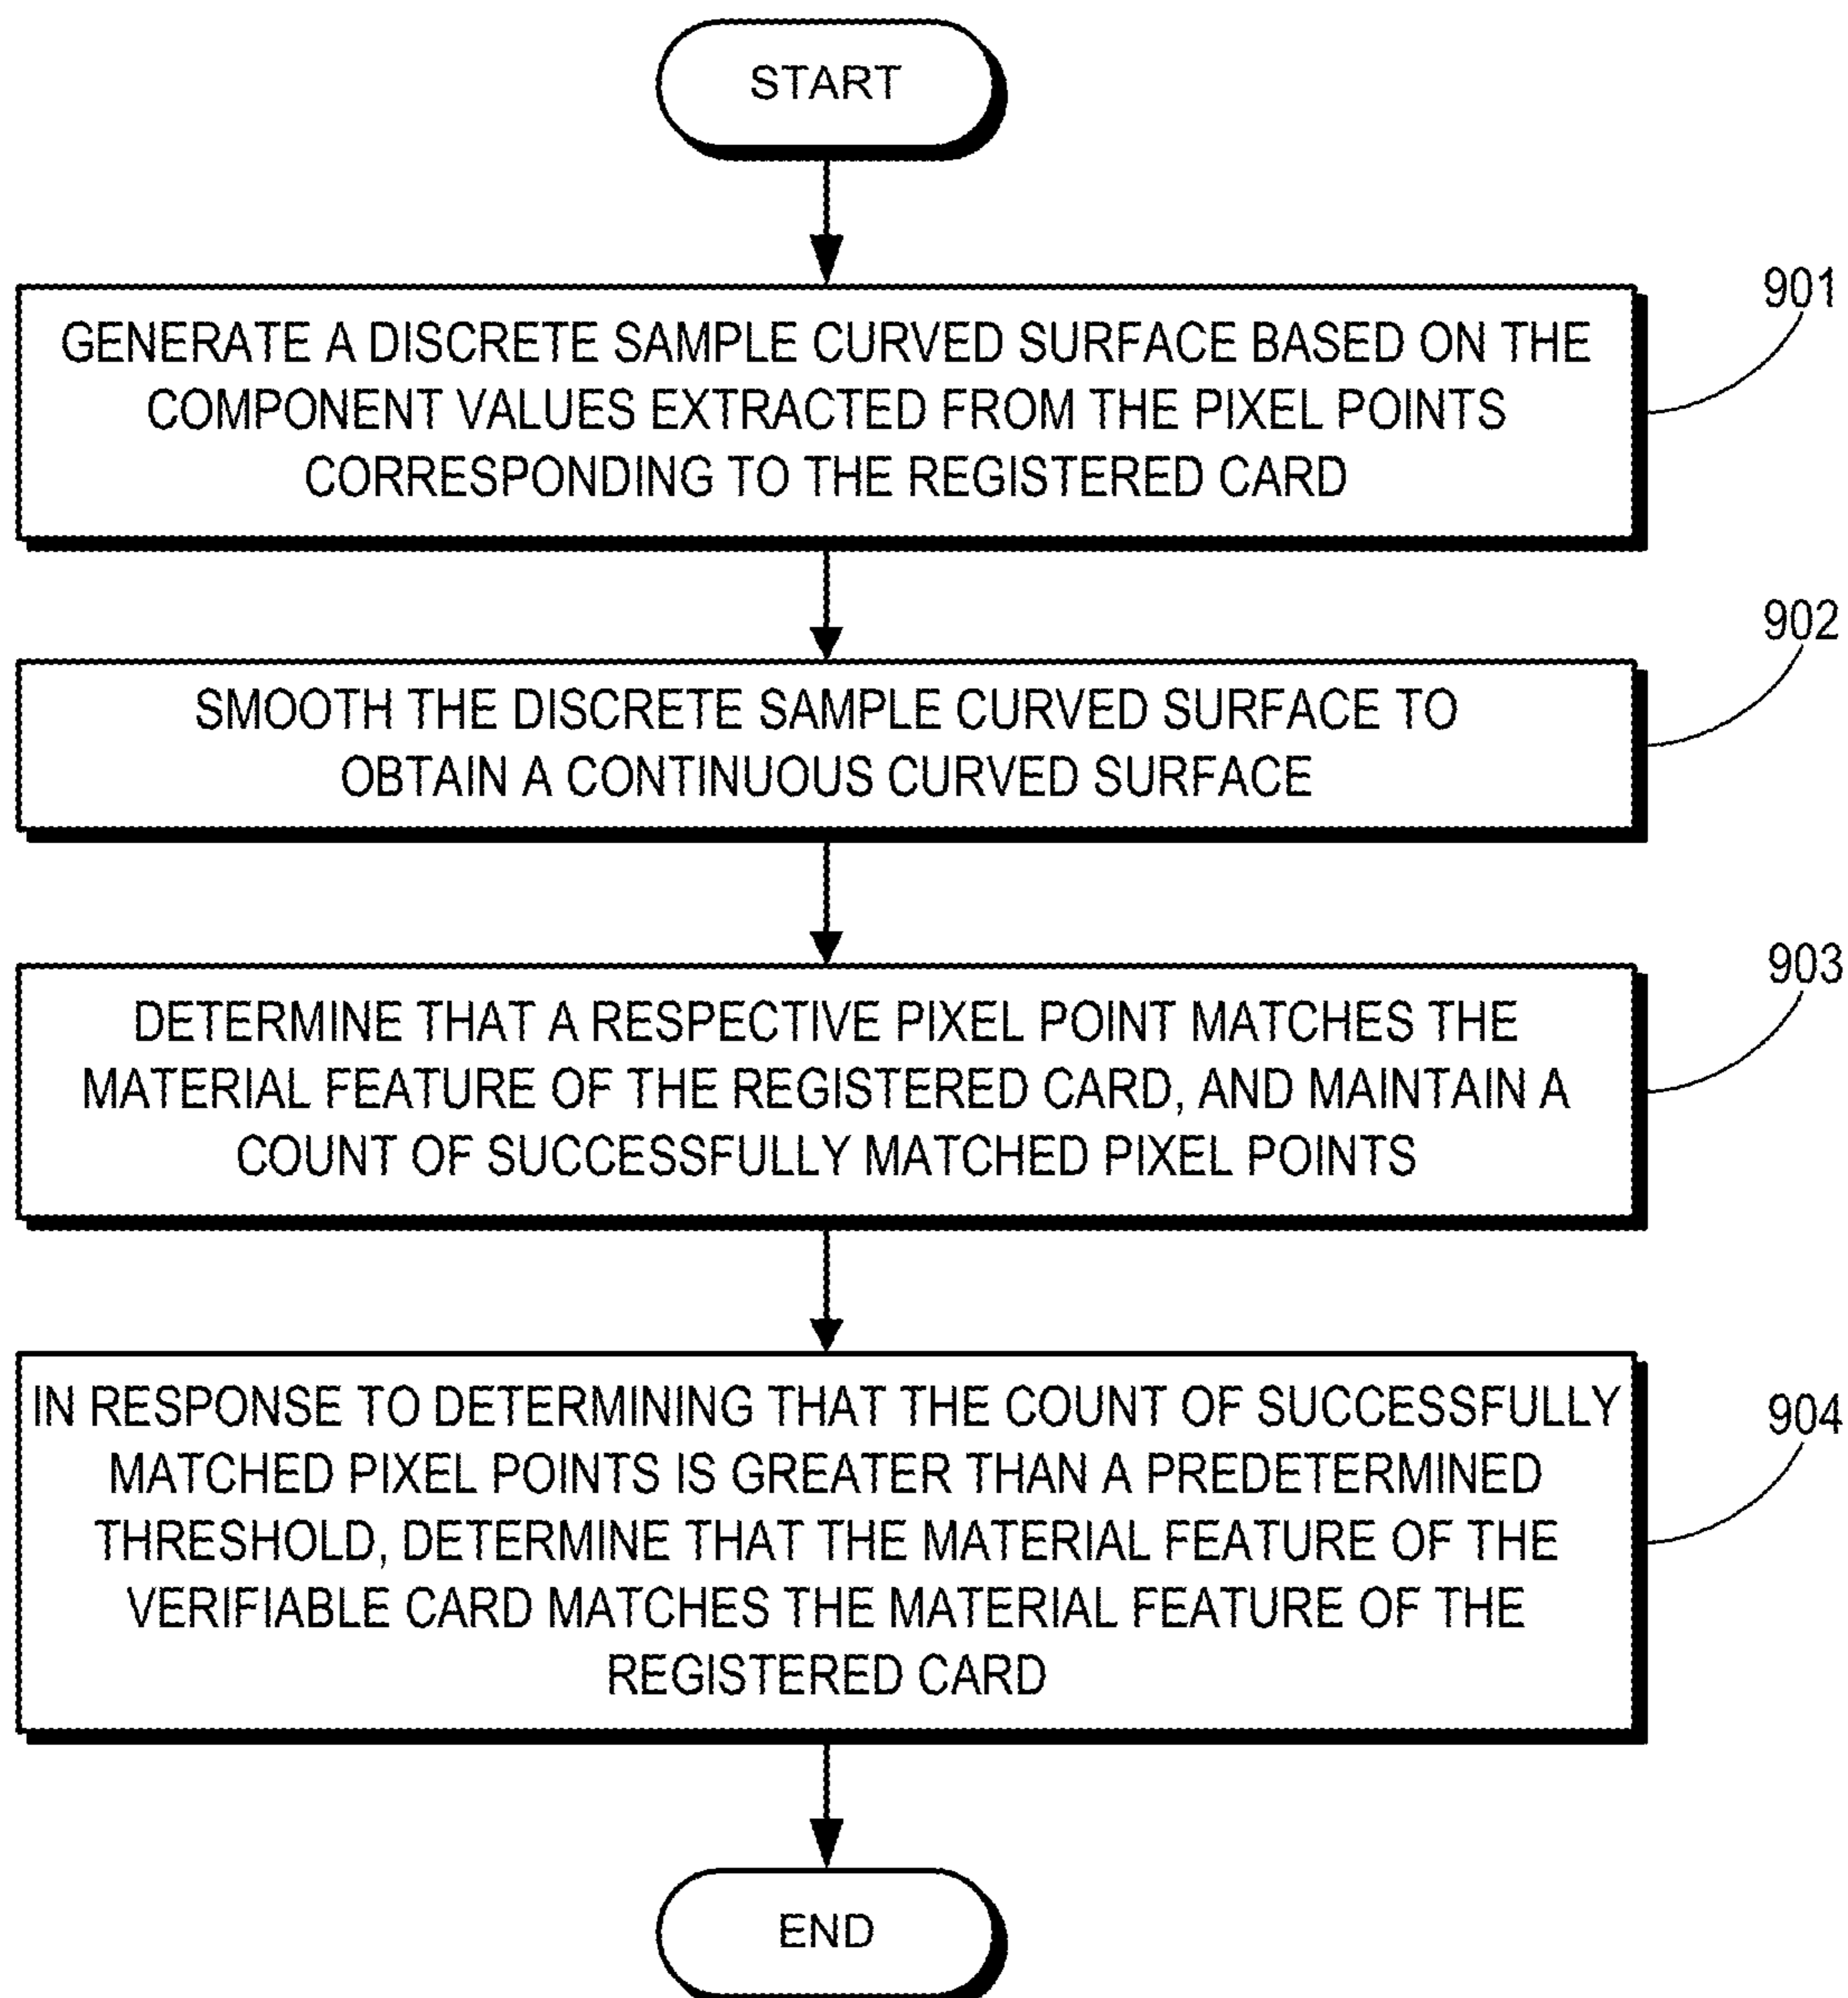 START
901
GENERATE A DISCRETE SAMPLE CURVED SURFACE BASED ON THE
COMPONENT VALUES EXTRACTED FROM THE PIXEL POINTS
CORRESPONDING TO THE REGISTERED CARD
902
SMOOTH THE DISCRETE SAMPLE CURVED SURFACE TO
OBTAIN A CONTINUOUS CURVED SURFACE
903
DETERMINE THAT A RESPECTIVE PIXEL POINT MATCHES THE
MATERIAL FEATURE OF THE REGISTERED CARD, AND MAINTAIN A
COUNT OF SUCCESSFULLY MATCHED PIXEL POINTS
904
IN RESPONSE TO DETERMINING THAT THE COUNT OF SUCCESSFULLY
MATCHED PIXEL POINTS IS GREATER THAN A PREDETERMINED
THRESHOLD, DETERMINE THAT THE MATERIAL FEATURE OF THE
VERIFIABLE CARD MATCHES THE MATERIAL FEATURE OF THE
REGISTERED CARD
END